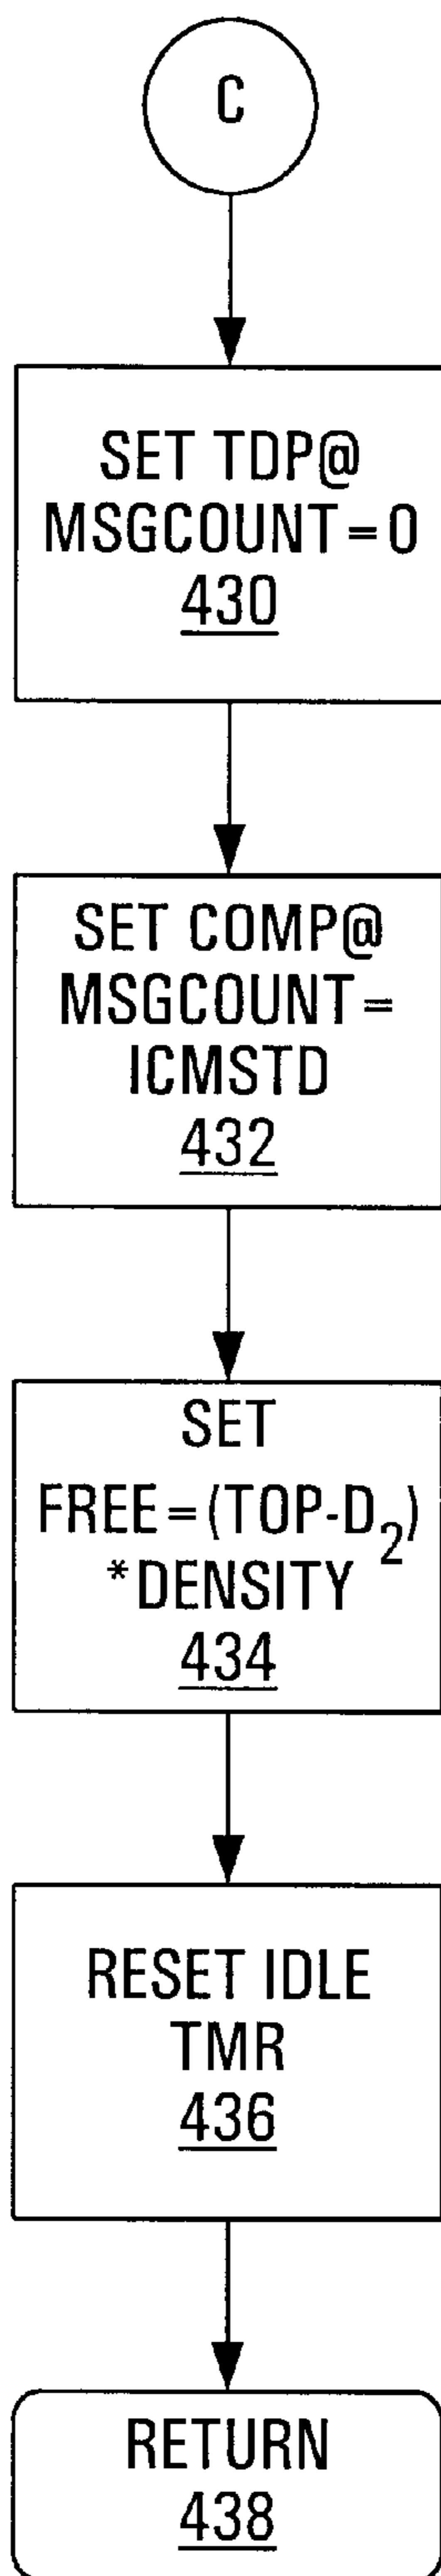 C
SET TDP@
MSGCOUNT=0
430
SET COMP@
MSGCOUNT=
ICMSTD
432
SET
FREE=(TOP-D₂)
*DENSITY
434
RESET IDLE
TMR
436
RETURN
438